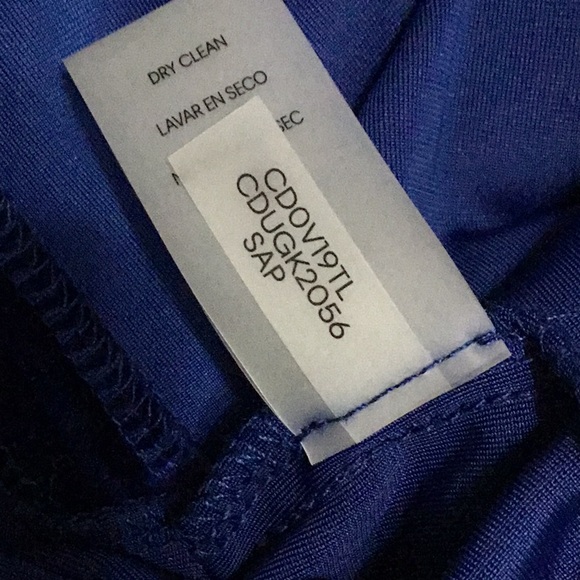 DRY CLEAN
LAVAR EN SECO
SEC
CDOV19TL
CDUGK2056
SAP